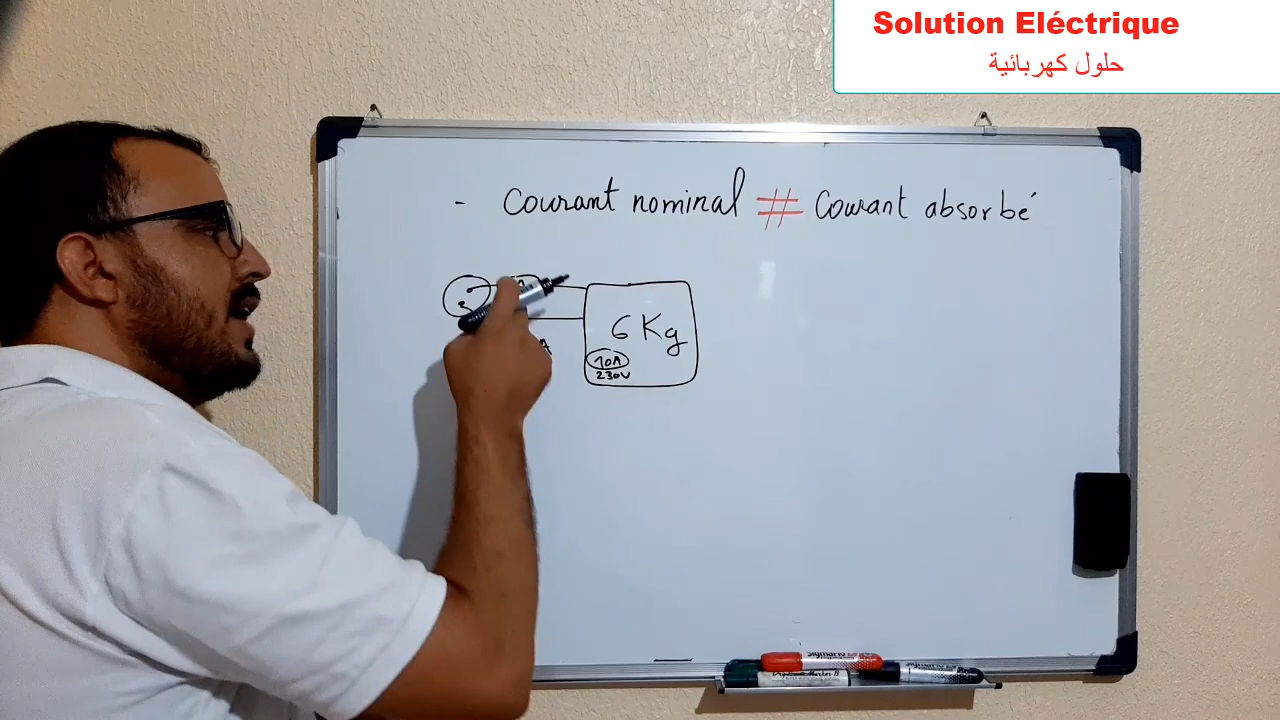 Solution Eléctrique
حلول كهربائية
- Courant nominal # Courant absorbé
6 Kg
10A
230V